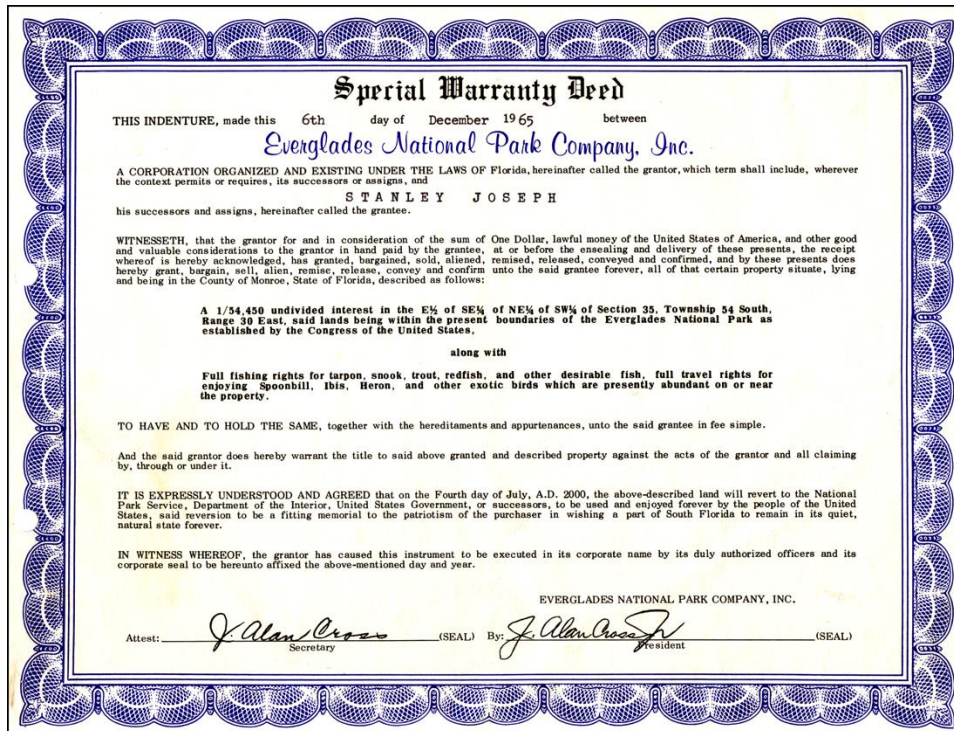 Special Warranty Deed
THIS INDENTURE, made this 6th day of December 1965 between
Everglades National Park Company, Inc.
A CORPORATION ORGANIZED AND EXISTING UNDER THE LAWS OF Florida, hereinafter called the grantor, which term shall include, wherever
the context permits or requires, its successors or assigns, and
STANLEY JOSEPH
his successors and assigns, hereinafter called the grantee.
WITNESSETH, that the grantor for and in consideration of the sum of One Dollar, lawful money of the United States of America, and other good
and valuable considerations to the grantor in hand paid by the grantee, at or before the ensealing and delivery of these presents, the receipt
whereof is hereby acknowledged, has granted, bargained, sold, aliened, remised, released, conveyed and confirmed, and by these presents does
hereby grant, bargain, sell, alien, remise, release, convey and confirm unto the said grantee forever, all of that certain property situate, lying
and being in the County of Monroe, State of Florida, described as follows:
A 1/54,450 undivided interest in the E½ of SE¼ of NE¼ of SW¼ of Section 35, Township 54 South,
Range 30 East, said lands being within the present boundaries of the Everglades National Park as
established by the Congress of the United States,
along with
Full fishing rights for tarpon, snook, trout, redfish, and other desirable fish, full travel rights for
enjoying Spoonbill, Ibis, Heron, and other exotic birds which are presently abundant on or near
the property.
TO HAVE AND TO HOLD THE SAME, together with the hereditaments and appurtenances, unto the said grantee in fee simple.
And the said grantor does hereby warrant the title to said above granted and described property against the acts of the grantor and all claiming
by, through or under it.
IT IS EXPRESSLY UNDERSTOOD AND AGREED that on the Fourth day of July, A.D. 2000, the above-described land will revert to the National
Park Service, Department of the Interior, United States Government, or successors, to be used and enjoyed forever by the people of the United
States, said reversion to be a fitting memorial to the patriotism of the purchaser in wishing a part of South Florida to remain in its quiet,
natural state forever.
IN WITNESS WHEREOF, the grantor has caused this instrument to be executed in its corporate name by its duly authorized officers and its
corporate seal to be hereunto affixed the above-mentioned day and year.
EVERGLADES NATIONAL PARK COMPANY, INC.
Attest: J. Alan Cross (SEAL) By: J. Alan Cross Jr (SEAL)
Secretary President